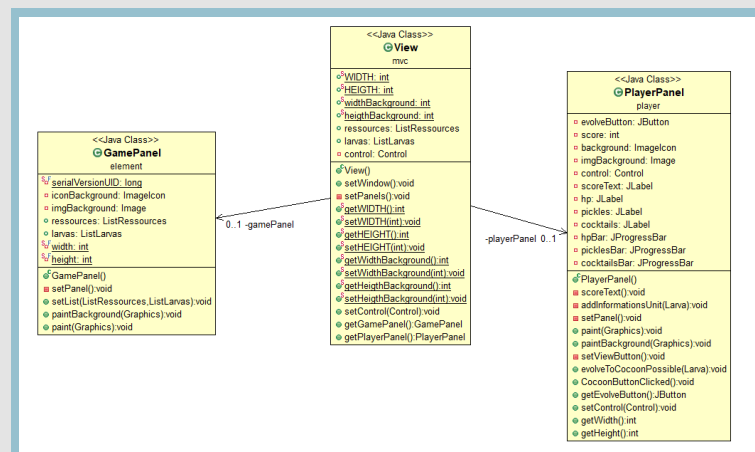 <<Java Class>>
GamePanel
element
serialVersionUID: long
iconBackground: ImageIcon
imgBackground: Image
ressources: ListRessources
larvas: ListLarvas
width: int
height: int
GamePanel()
setPanel():void
setList(ListRessources,ListLarvas):void
paintBackground(Graphics):void
paint(Graphics):void
0..1 -gamePanel
<<Java Class>>
View
mvc
WIDTH: int
HEIGTH: int
widthBackground: int
heigthBackground: int
ressources: ListRessources
larvas: ListLarvas
control: Control
View()
setWindow():void
setPanels():void
getWIDTH():int
setWIDTH(int):void
getHEIGTH():int
setHEIGTH(int):void
getWidthBackground():int
setWidthBackground(int):void
getHeigthBackground():int
setHeigthBackground(int):void
setControl(Control):void
getGamePanel():GamePanel
getPlayerPanel():PlayerPanel
-playerPanel 0..1
<<Java Class>>
PlayerPanel
player
evolveButton: JButton
score: int
background: ImageIcon
imgBackground: Image
control: Control
scoreText: JLabel
hp: JLabel
pickles: JLabel
cocktails: JLabel
hpBar: JProgressBar
picklesBar: JProgressBar
cocktailsBar: JProgressBar
PlayerPanel()
scoreText():void
addInformationsUnit(Larva):void
setPanel():void
paint(Graphics):void
paintBackground(Graphics):void
setViewButton():void
evolveToCocoonPossible(Larva):void
CocoonButtonClicked():void
getEvolveButton():JButton
setControl(Control):void
getWidth():int
getHeight():int